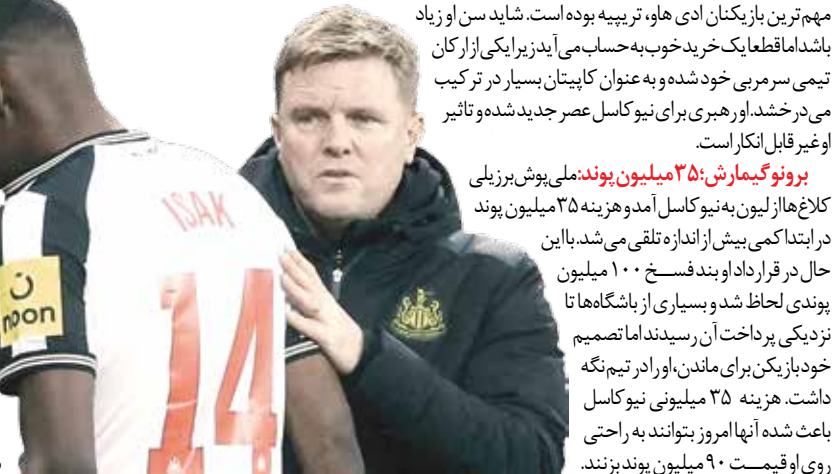 مهم‌ترین بازیکنان ادی هاو، تریپیه بوده است. شاید سن او زیاد
باشد اما قطعا یک خرید خوب به حساب می‌آید زیرا یکی از ارکان
تیمی سرمربی خود شده و به عنوان کاپیتان بسیار در ترکیب
می‌درخشد. او رهبری برای نیوکاسل عصر جدید شده و تاثیر
او غیر قابل انکار است.
برونو گیمارش؛ ۳۵ میلیون پوند: ملی‌پوش برزیلی
کلاغ‌ها از لیون به نیوکاسل آمد و هزینه ۳۵ میلیون پوند
در ابتدا کمی بیش از اندازه تلقی می‌شد. با این
حال در قرارداد او بند فسخ ۱۰۰ میلیون
پوندی لحاظ شد و بسیاری از باشگاه‌ها تا
نزدیکی پرداخت آن رسیدند اما تصمیم
خود بازیکن برای ماندن، او را در تیم نگه
داشت. هزینه ۳۵ میلیونی نیوکاسل
باعث شده آنها امروز بتوانند به راحتی
روی او قیمت ۹۰ میلیون پوند بزنند.
ISAK
14
ن
noon